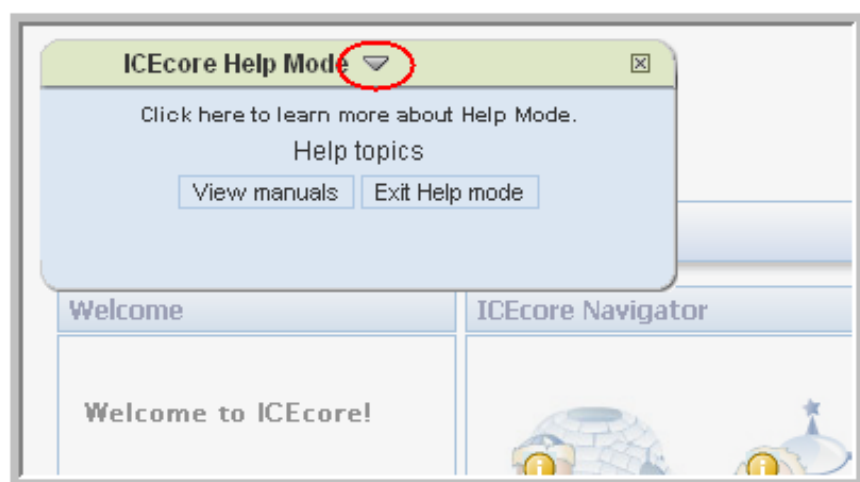 ICEcore Help Mode
Click here to learn more about Help Mode.
Help topics
View manuals Exit Help mode
Welcome ICEcore Navigator
Welcome to ICEcore!